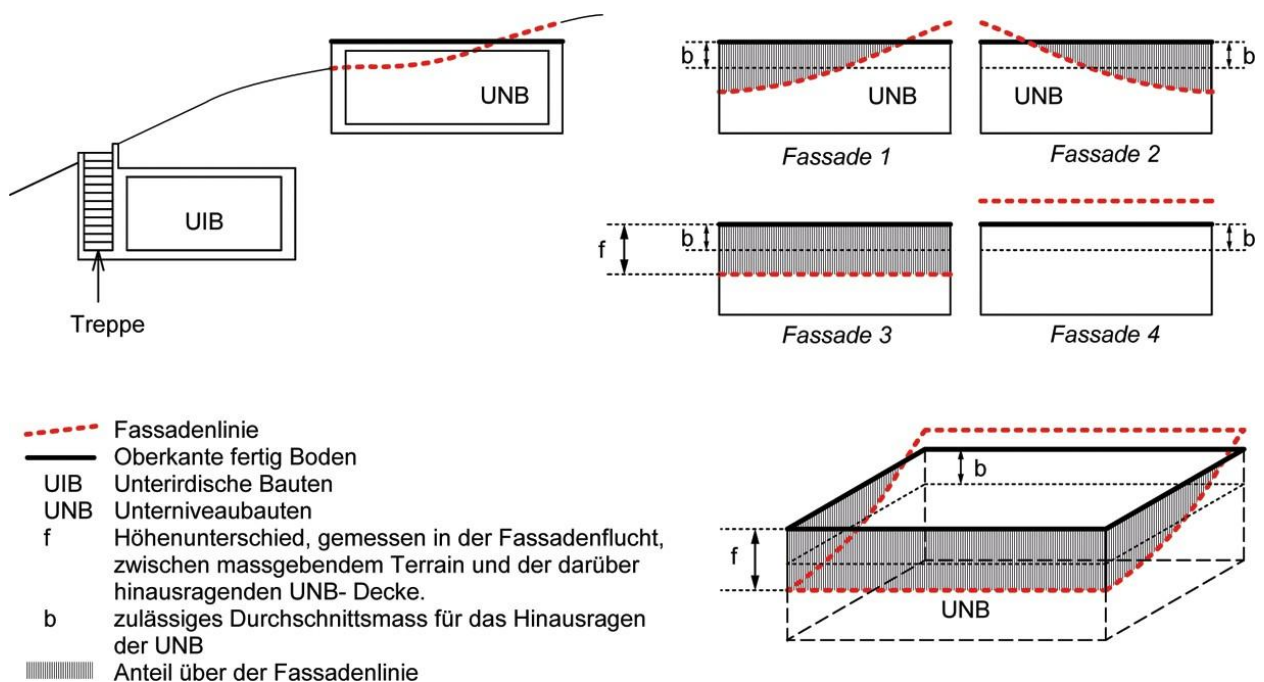 UNB
UIB
Treppe
b
UNB
Fassade 1
UNB
b
Fassade 2
f
b
Fassade 3
b
Fassade 4
Fassadenlinie
Oberkante fertig Boden
UIB Unterirdische Bauten
UNB Unterniveaubauten
f Höhenunterschied, gemessen in der Fassadenflucht,
zwischen massgebendem Terrain und der darüber
hinausragenden UNB- Decke.
b zulässiges Durchschnittsmass für das Hinausragen
der UNB
Anteil über der Fassadenlinie
b
f
UNB